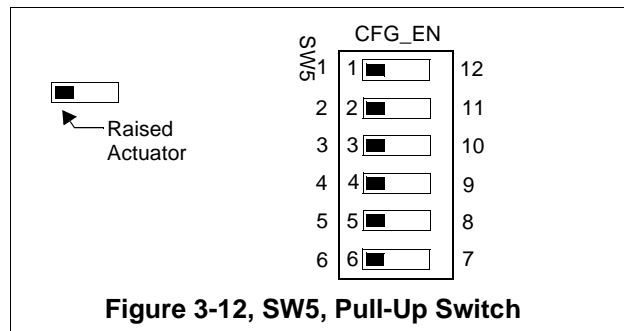 CFG_EN
SW5
1 1 12
2 2 11
3 3 10
4 4 9
5 5 8
6 6 7
Raised
Actuator
Figure 3-12, SW5, Pull-Up Switch